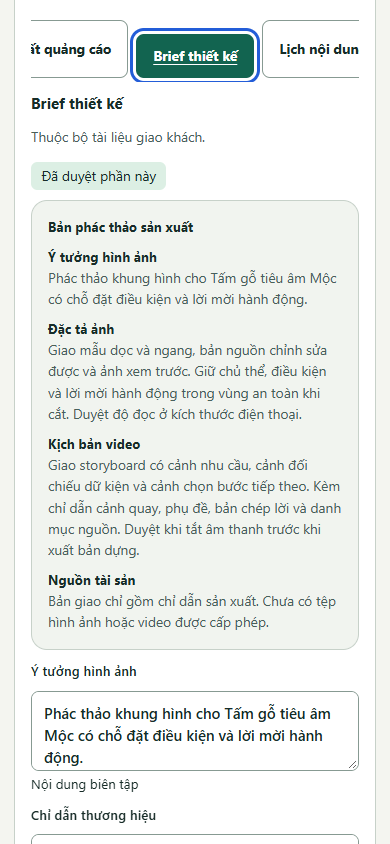 ất quảng cáo
Brief thiết kế
Lịch nội dun
Brief thiết kế
Thuộc bộ tài liệu giao khách.
Đã duyệt phần này
Bản phác thảo sản xuất
Ý tưởng hình ảnh
Phác thảo khung hình cho Tấm gỗ tiêu âm Mộc
có chỗ đặt điều kiện và lời mời hành động.
Đặc tả ảnh
Giao mẫu dọc và ngang, bản nguồn chỉnh sửa
được và ảnh xem trước. Giữ chủ thể, điều kiện
và lời mời hành động trong vùng an toàn khi
cắt. Duyệt độ đọc ở kích thước điện thoại.
Kịch bản video
Giao storyboard có cảnh nhu cầu, cảnh đối
chiếu dữ kiện và cảnh chọn bước tiếp theo. Kèm
chỉ dẫn cảnh quay, phụ đề, bản chép lời và danh
mục nguồn. Duyệt khi tắt âm thanh trước khi
xuất bản dựng.
Nguồn tài sản
Bản giao chỉ gồm chỉ dẫn sản xuất. Chưa có tệp
hình ảnh hoặc video được cấp phép.
Ý tưởng hình ảnh
Phác thảo khung hình cho Tấm gỗ tiêu âm
Mộc có chỗ đặt điều kiện và lời mời hành
động.
Nội dung biên tập
Chỉ dẫn thương hiệu